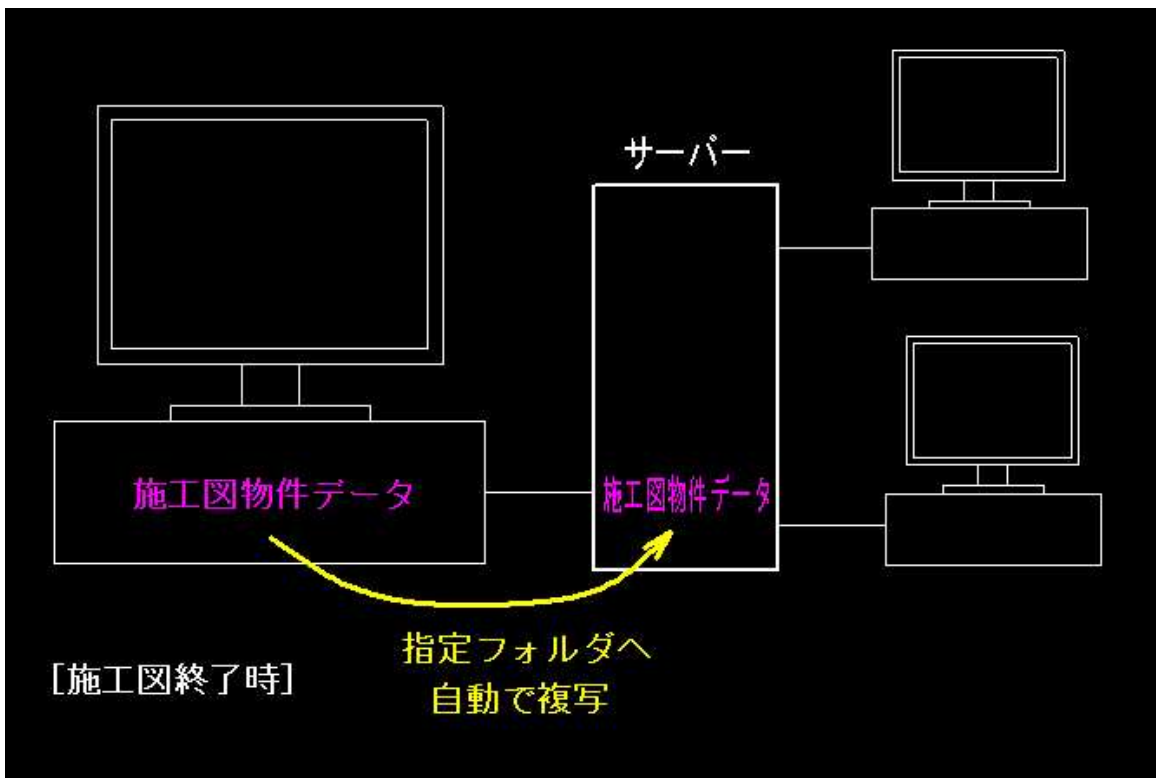 サーバー
施工図物件データ
施工図物件データ
指定フォルダへ
自動で複写
[施工図終了時]